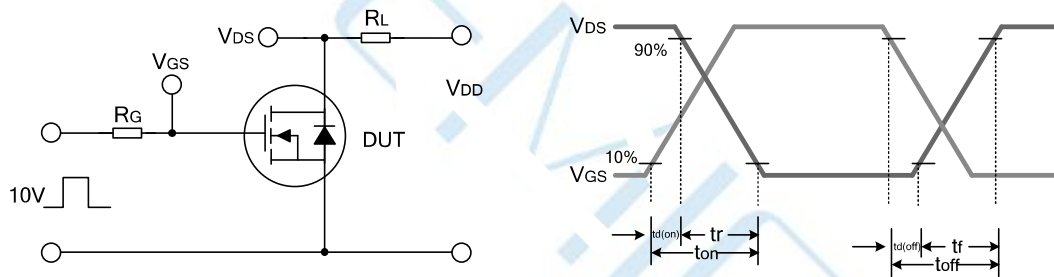 RL
VDS
VGS
VDD
RG
DUT
10V
VDS
90%
10%
VGS
td(on)
tr
ton
td(off)
tf
toff